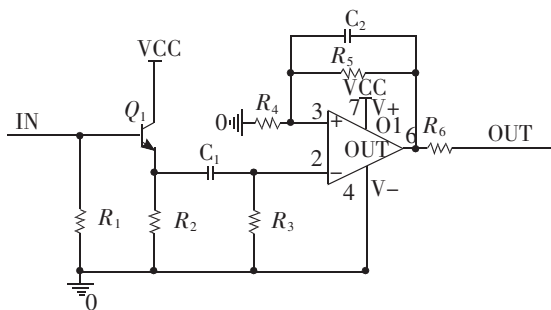 C₂
VCC
R₅
VCC
Q₁
R₄
7
V+
0
3
+
O1
IN
6
R₆
OUT
OUT
2
−
C₁
4
V−
R₁
R₂
R₃
0